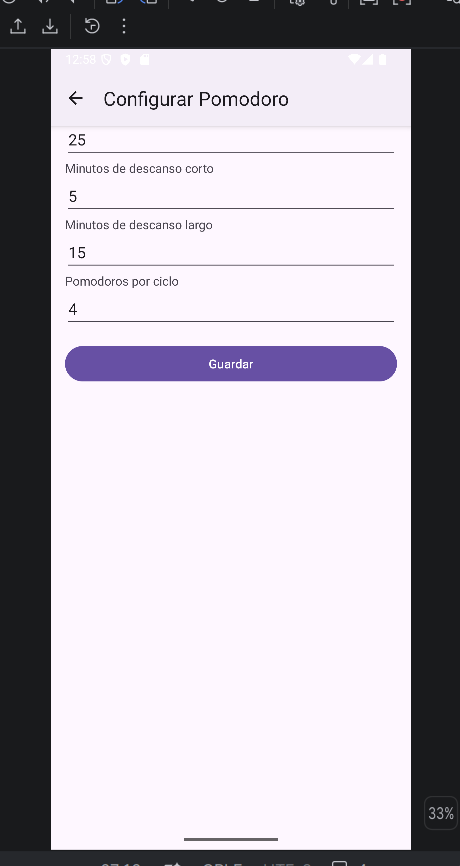 12:58
Configurar Pomodoro
25
Minutos de descanso corto
5
Minutos de descanso largo
15
Pomodoros por ciclo
4
Guardar
33%